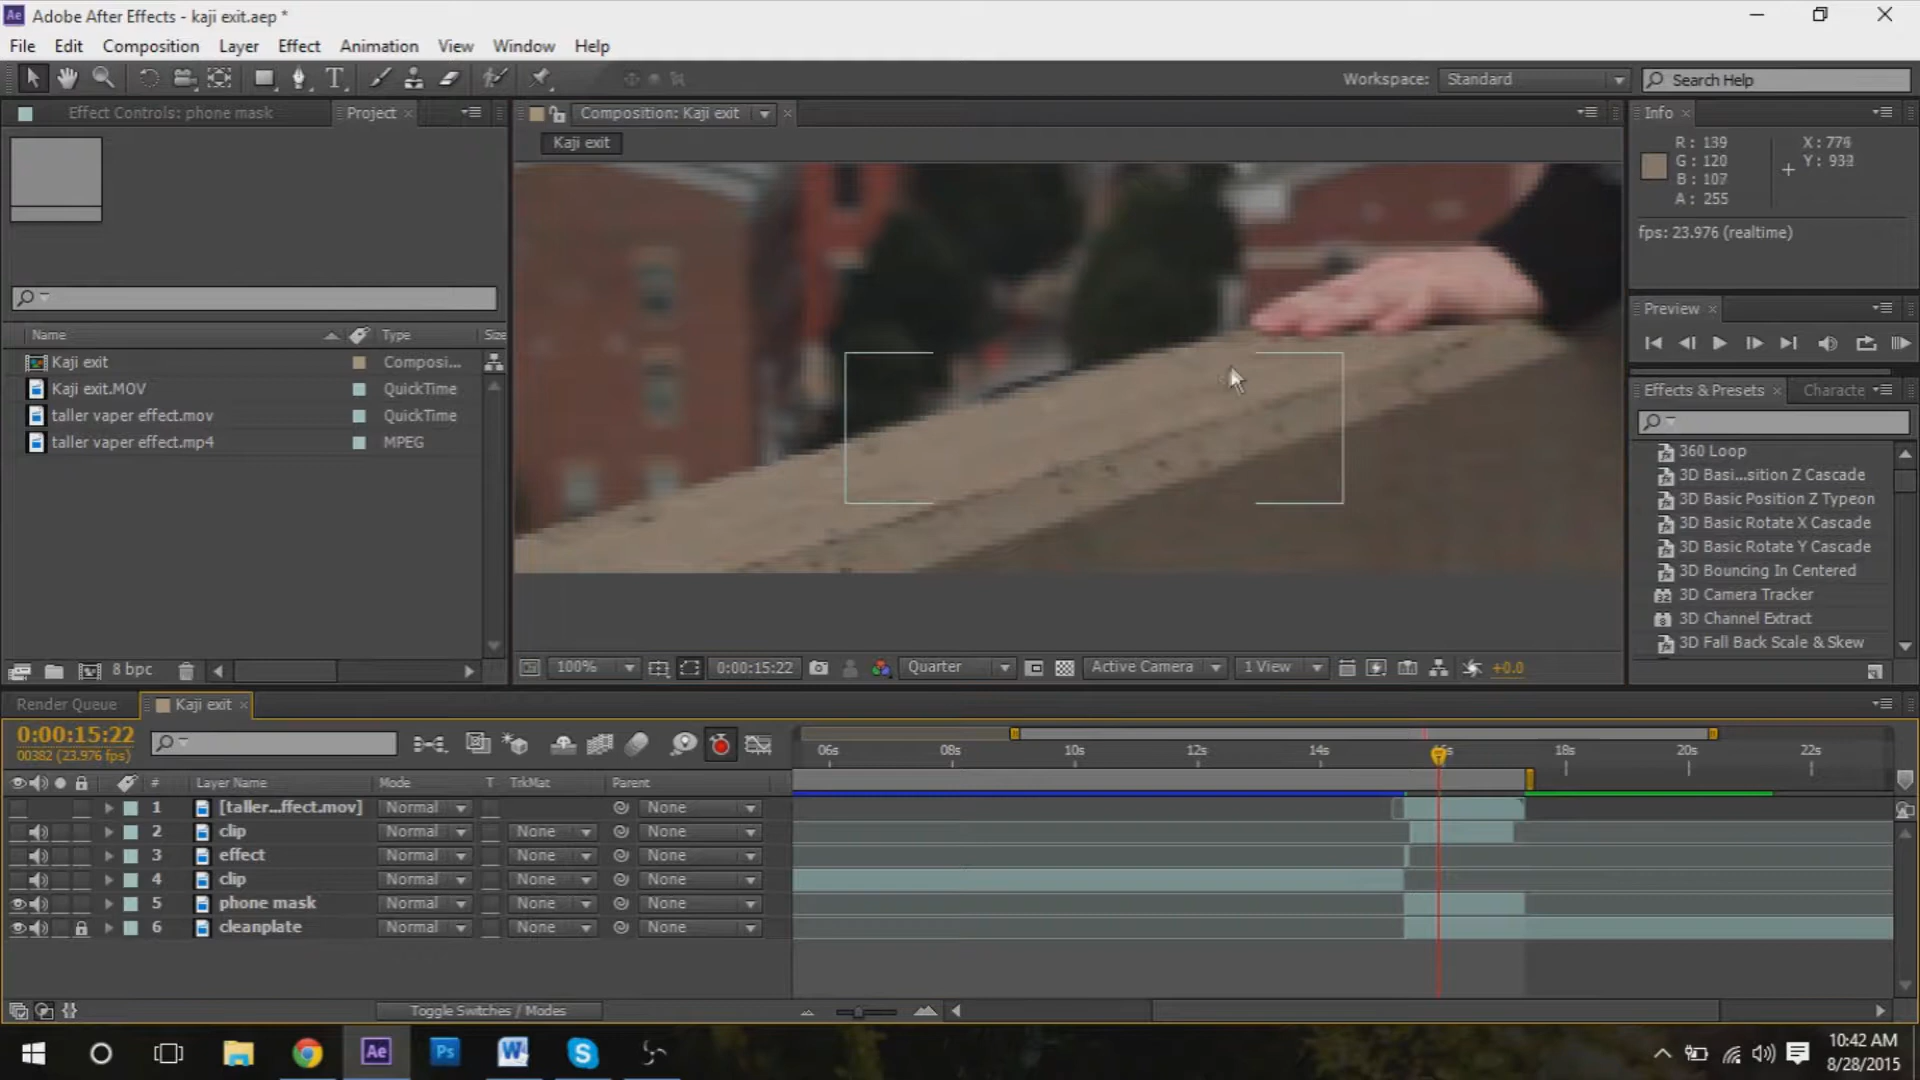 Ae Adobe After Effects - kaji exit.aep *
File Edit Composition Layer Effect Animation View Window Help
T Workspace: Standard Search Help
Effect Controls: phone mask Project
Composition: Kaji exit
Kaji exit
Info
R: 139
G: 120
B: 107
A: 255
X: 776
fps: 23.976 (realtime)
Preview
Name Type Size
Kaji exit Composi...
Kaji exit.MOV QuickTime
taller vaper effect.mov QuickTime
taller vaper effect.mp4 MPEG
8 bpc
100% 0:00:15:22 Quarter Active Camera 1 View +0.0
Effects & Presets Characte
360 Loop
3D Basi...sition Z Cascade
3D Basic Position Z Typeon
3D Basic Rotate X Cascade
3D Basic Rotate Y Cascade
3D Bouncing In Centered
3D Camera Tracker
3D Channel Extract
3D Fall Back Scale & Skew
Render Queue Kaji exit
0:00:15:22
00382 (23.976 fps)
06s 08s 10s 12s 14s 18s 20s 22s
# Layer Name Mode T TrkMat Parent
1 [taller...ffect.mov] Normal None
2 clip Normal None None
3 effect Normal None None
4 clip Normal None None
5 phone mask Normal None None
6 cleanplate Normal None None
Toggle Switches / Modes
Ae Ps W S
10:42 AM
8/28/2015